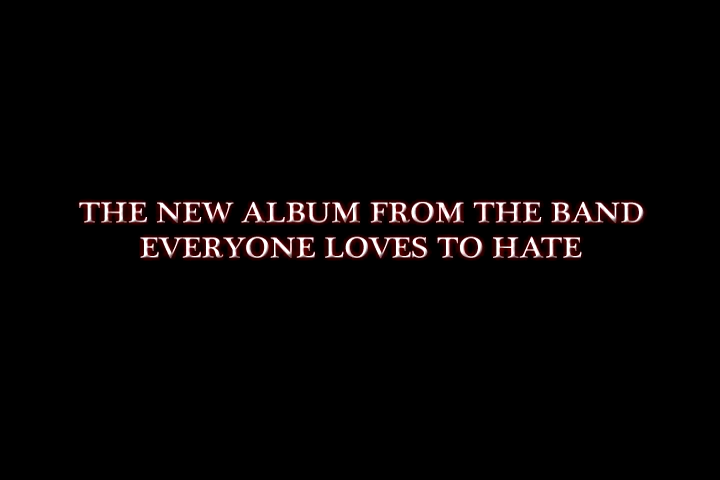 THE NEW ALBUM FROM THE BAND
EVERYONE LOVES TO HATE